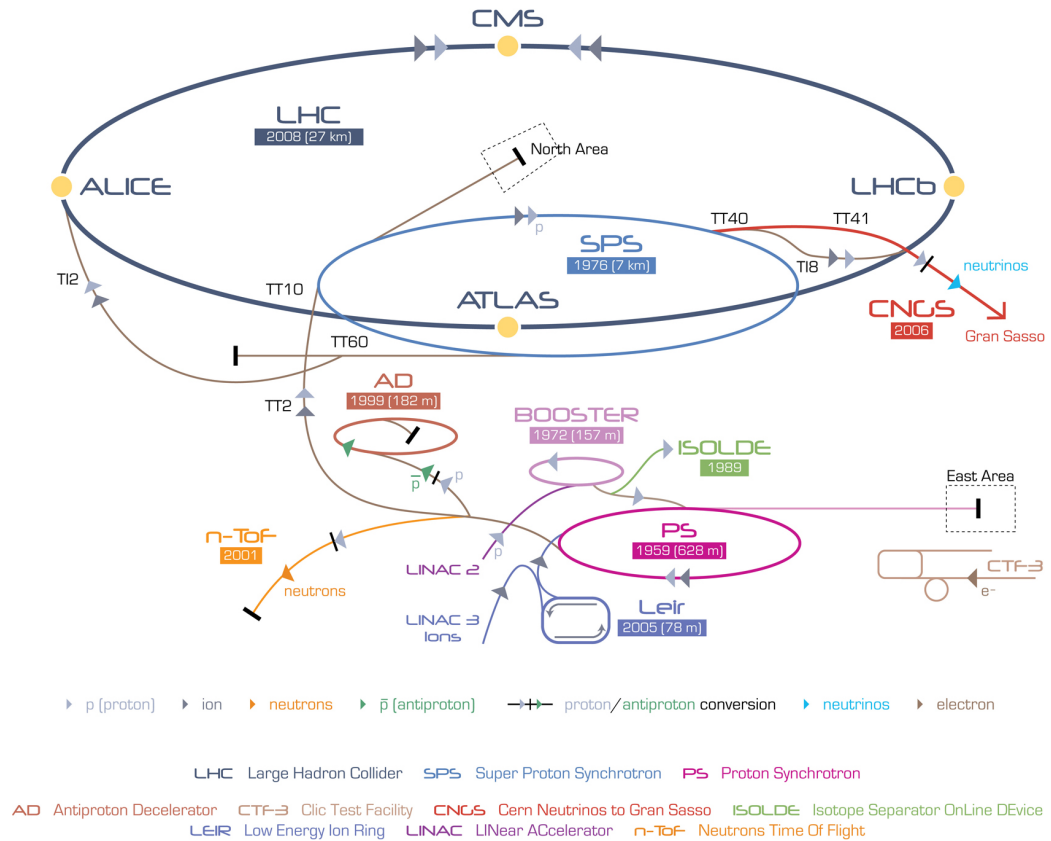 CMS
LHC
2008 (27 km)
North Area
ALICE
LHCb
TT40
TT41
p
SPS
1976 (7 km)
TI8
neutrinos
TI2
TT10
ATLAS
CNGS
2006
Gran Sasso
TT60
AD
1999 (182 m)
TT2
BOOSTER
1972 (157 m)
ISOLDE
1989
p̅
p
East Area
n-ToF
2001
p
PS
1959 (628 m)
LINAC 2
neutrons
CTF-3
e-
LINAC 3
Ions
Leir
2005 (78 m)
p (proton)
ion
neutrons
p̅ (antiproton)
proton/antiproton conversion
neutrinos
electron
LHC Large Hadron Collider SPS Super Proton Synchrotron PS Proton Synchrotron
AD Antiproton Decelerator CTF-3 Clic Test Facility CNGS Cern Neutrinos to Gran Sasso ISOLDE Isotope Separator OnLine DEvice
LEIR Low Energy Ion Ring LINAC LINear ACcelerator n-ToF Neutrons Time Of Flight